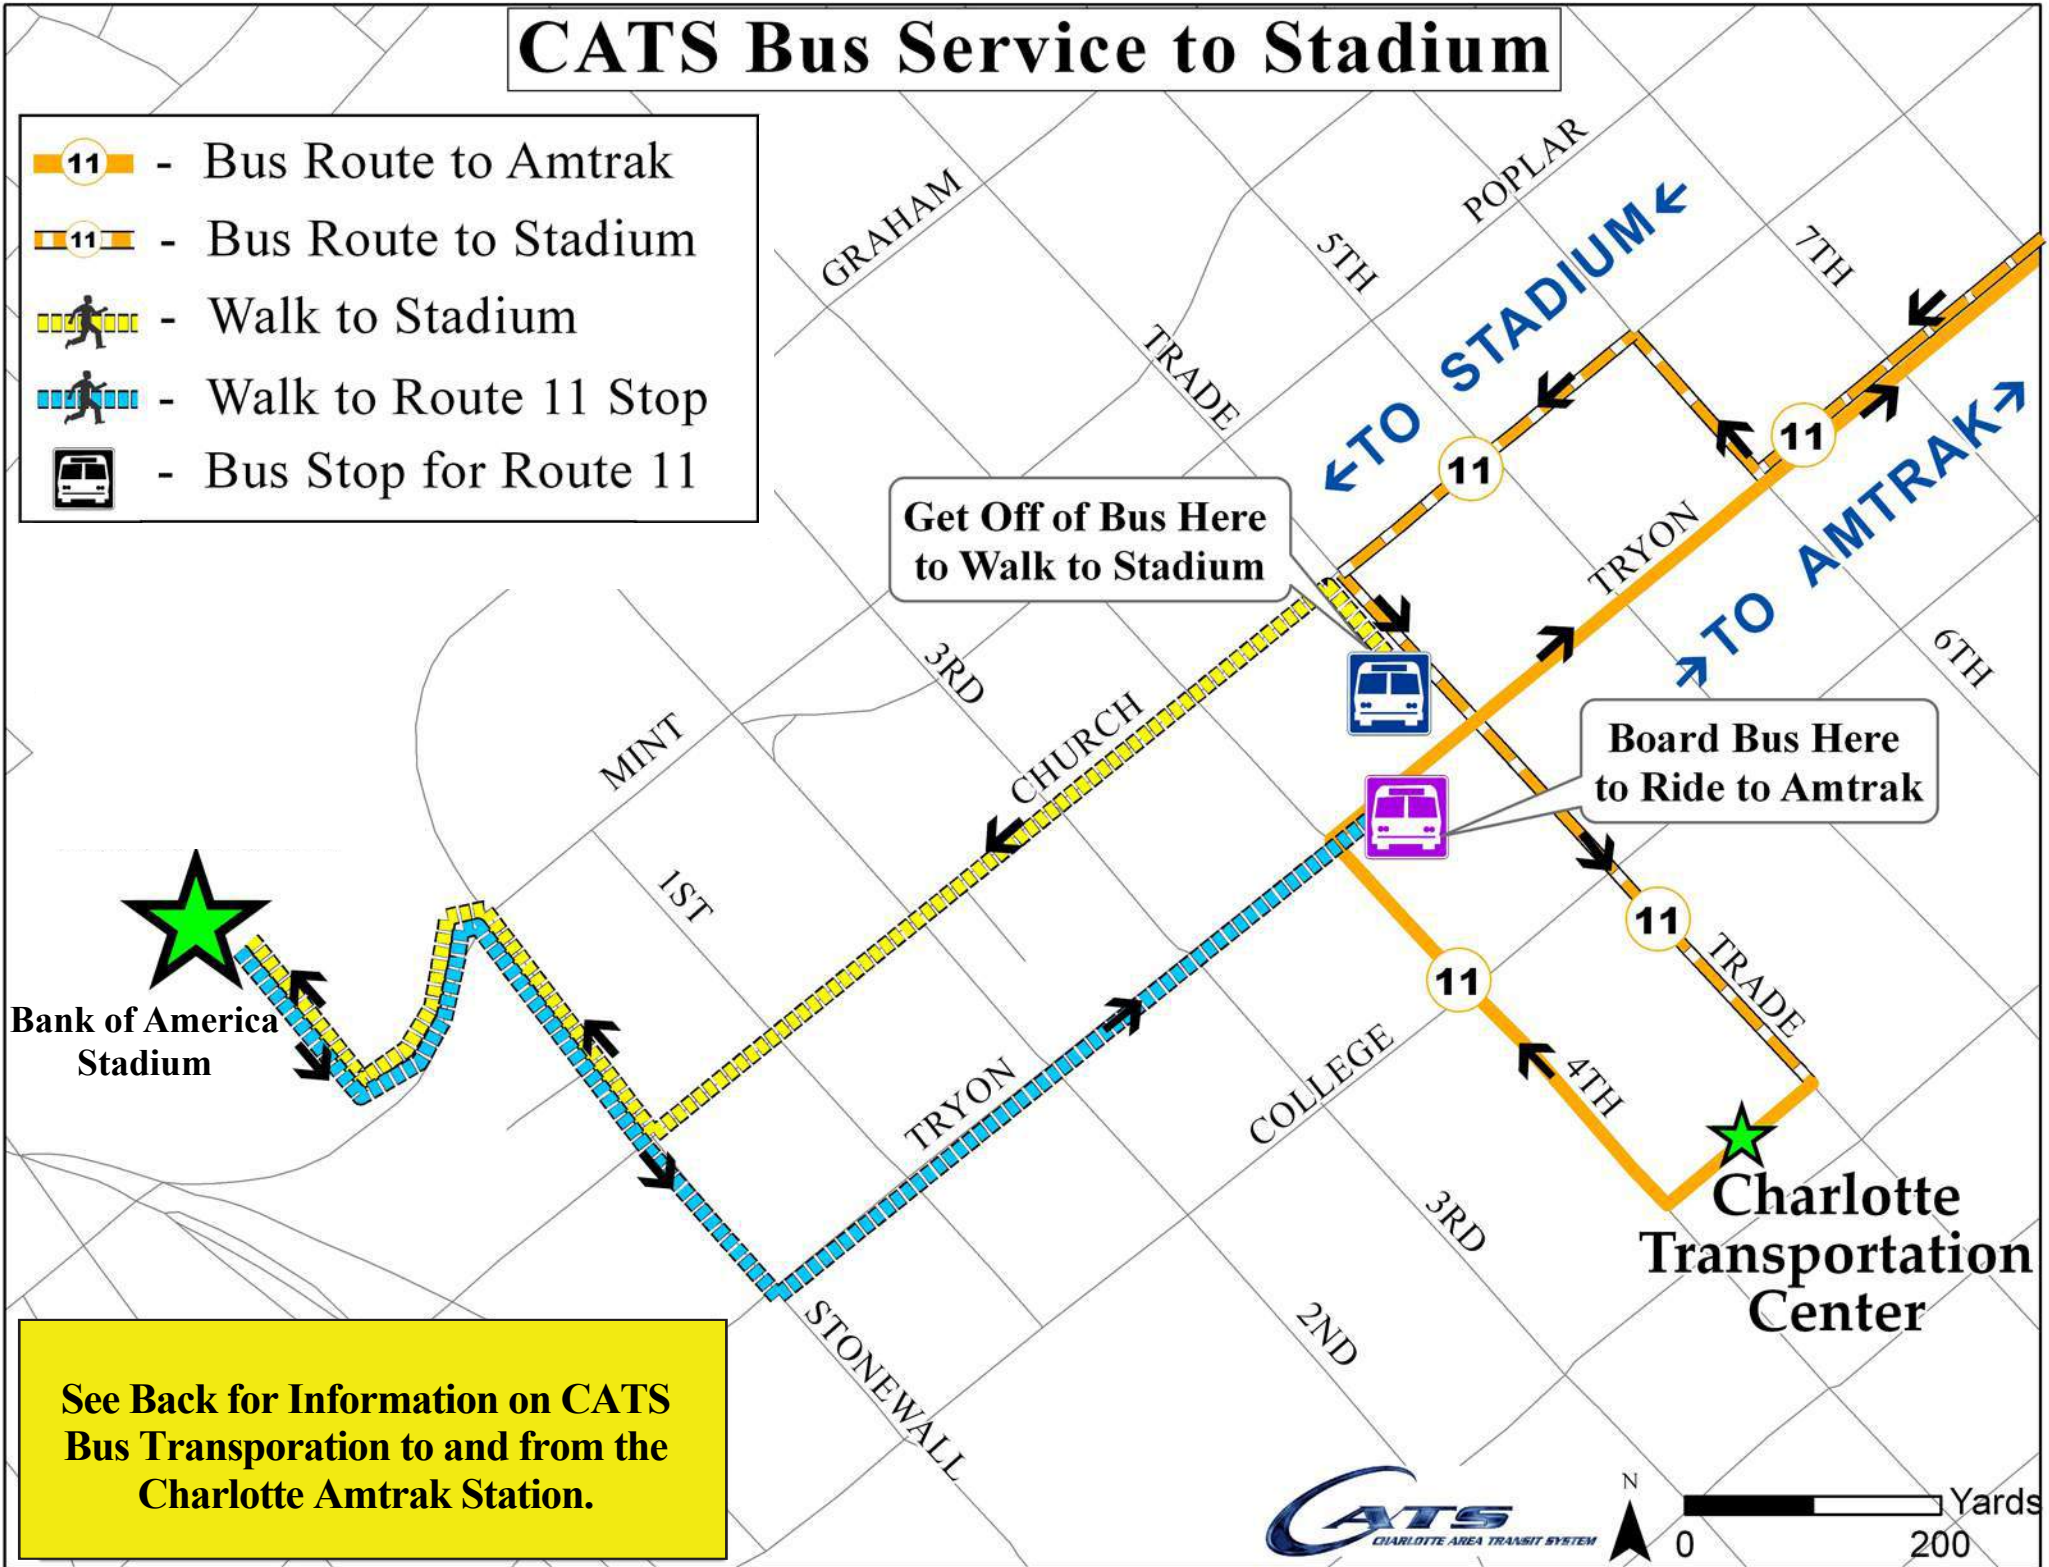 CATS Bus Service to Stadium
11 - Bus Route to Amtrak
11 - Bus Route to Stadium
- Walk to Stadium
- Walk to Route 11 Stop
- Bus Stop for Route 11
GRAHAM
POPLAR
5TH
7TH
←TO STADIUM←
TRADE
11
11
→TO AMTRAK→
TRYON
Get Off of Bus Here
to Walk to Stadium
6TH
3RD
CHURCH
MINT
Board Bus Here
to Ride to Amtrak
1ST
11
TRADE
11
Bank of America
Stadium
TRYON
COLLEGE
4TH
3RD
Charlotte
Transportation
Center
2ND
STONEWALL
See Back for Information on CATS
Bus Transporation to and from the
Charlotte Amtrak Station.
CATS
CHARLOTTE AREA TRANSIT SYSTEM
N
Yards
0 200